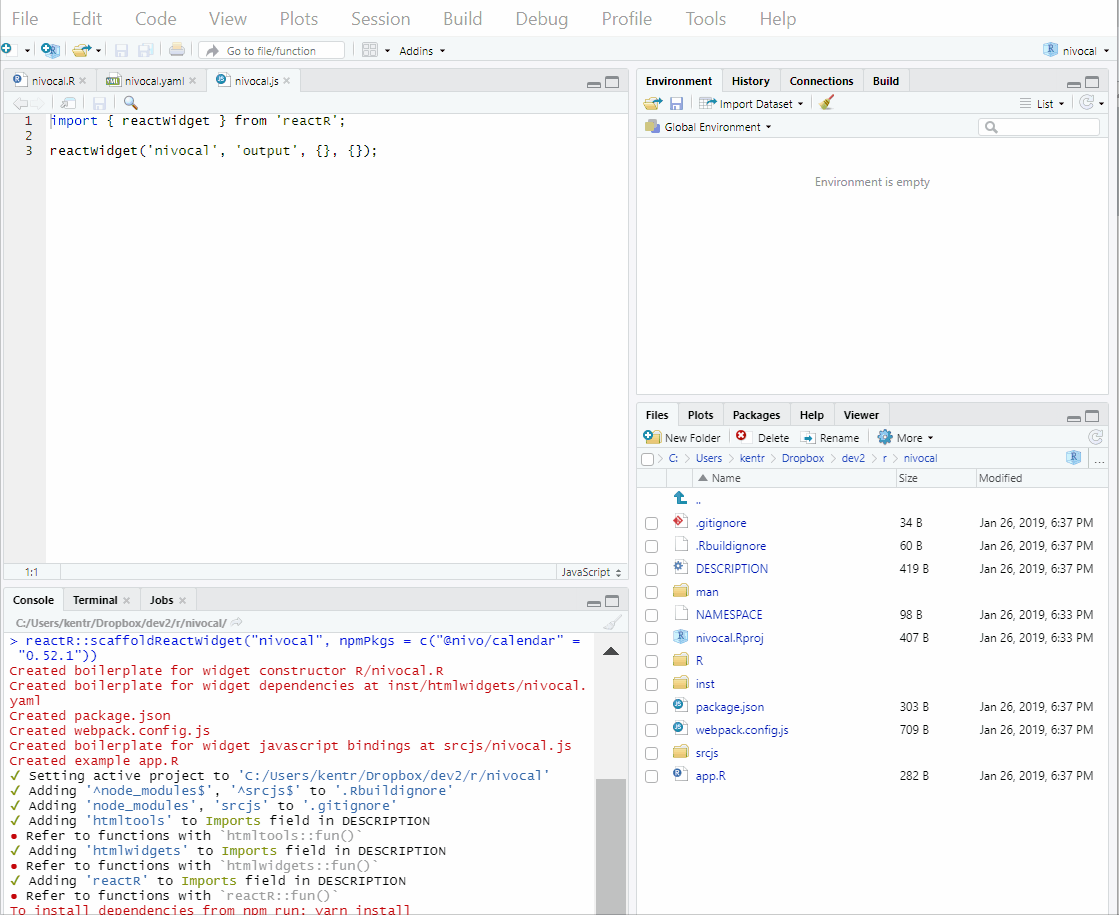 File Edit Code View Plots Session Build Debug Profile Tools Help
Go to file/function Addins nivocal
nivocal.R nivocal.yaml nivocal.js
1 import { reactWidget } from 'reactR';
2
3 reactWidget('nivocal', 'output', {}, {});
1:1 JavaScript
Console Terminal Jobs
C:/Users/kentr/Dropbox/dev2/r/nivocal/
> reactR::scaffoldReactWidget("nivocal", npmPkgs = c("@nivo/calendar" =
"0.52.1"))
Created boilerplate for widget constructor R/nivocal.R
Created boilerplate for widget dependencies at inst/htmlwidgets/nivocal.
yaml
Created package.json
Created webpack.config.js
Created boilerplate for widget javascript bindings at srcjs/nivocal.js
Created example app.R
✓ Setting active project to 'C:/Users/kentr/Dropbox/dev2/r/nivocal'
✓ Adding '^node_modules$', '^srcjs$' to '.Rbuildignore'
✓ Adding 'node_modules', 'srcjs' to '.gitignore'
✓ Adding 'htmltools' to Imports field in DESCRIPTION
● Refer to functions with `htmltools::fun()`
✓ Adding 'htmlwidgets' to Imports field in DESCRIPTION
● Refer to functions with `htmlwidgets::fun()`
✓ Adding 'reactR' to Imports field in DESCRIPTION
● Refer to functions with `reactR::fun()`
To install dependencies from npm run: yarn install
Environment History Connections Build
Import Dataset List
Global Environment
Environment is empty
Files Plots Packages Help Viewer
New Folder Delete Rename More
C: Users kentr Dropbox dev2 r nivocal ...
Name Size Modified
..
.gitignore 34 B Jan 26, 2019, 6:37 PM
.Rbuildignore 60 B Jan 26, 2019, 6:37 PM
DESCRIPTION 419 B Jan 26, 2019, 6:37 PM
man
NAMESPACE 98 B Jan 26, 2019, 6:33 PM
nivocal.Rproj 407 B Jan 26, 2019, 6:33 PM
R
inst
package.json 303 B Jan 26, 2019, 6:37 PM
webpack.config.js 709 B Jan 26, 2019, 6:37 PM
srcjs
app.R 282 B Jan 26, 2019, 6:37 PM